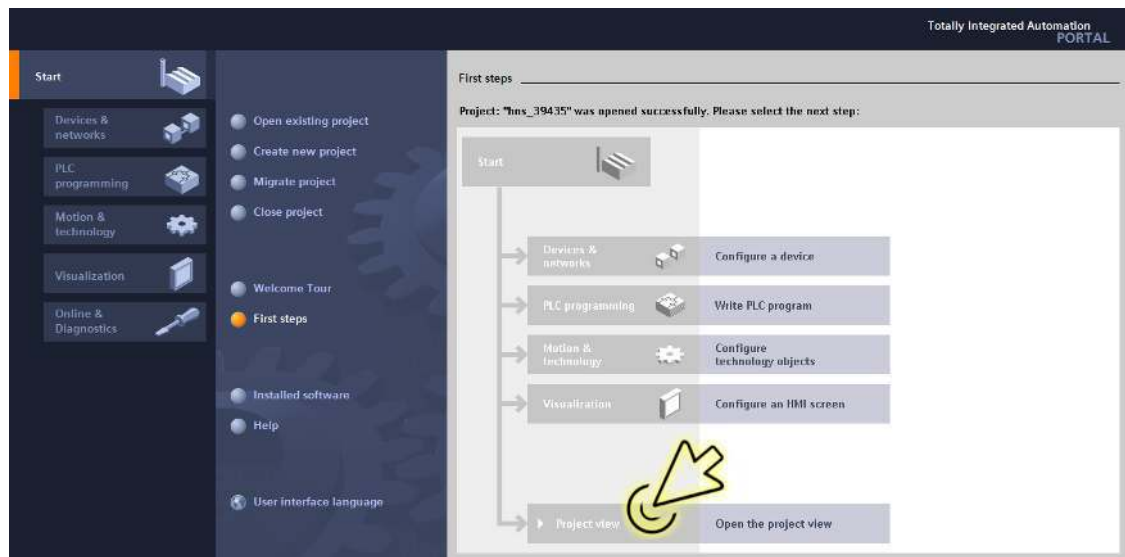 Totally Integrated Automation
PORTAL
Start
Devices &
networks
PLC
programming
Motion &
technology
Visualization
Online &
Diagnostics
Open existing project
Create new project
Migrate project
Close project
Welcome Tour
First steps
Installed software
Help
User interface language
First steps
Project: "hns_39435" was opened successfully. Please select the next step:
Start
Devices &
networks
Configure a device
PLC programming
Write PLC program
Motion &
technology
Configure
technology objects
Visualization
Configure an HMI screen
Project view
Open the project view